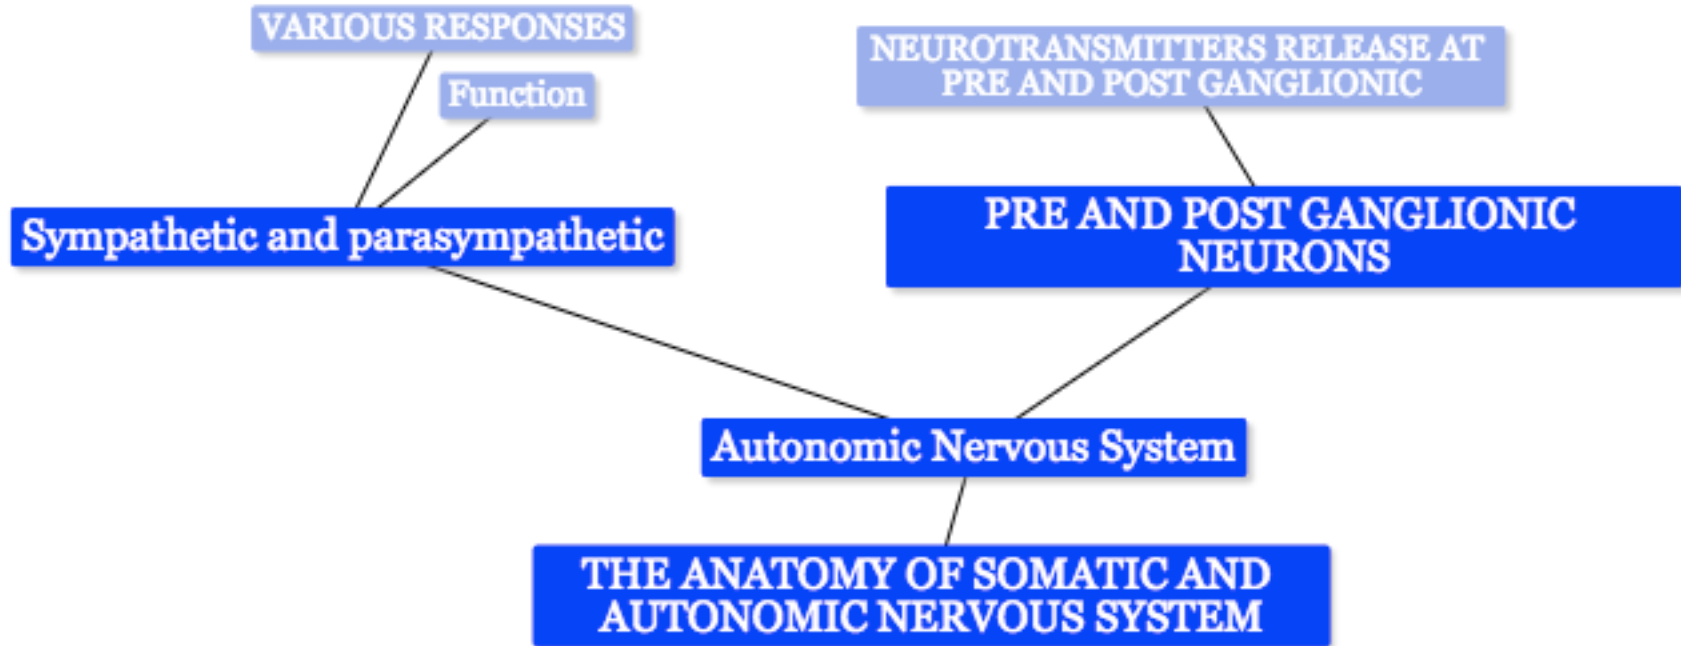 VARIOUS RESPONSES
Function
NEUROTRANSMITTERS RELEASE AT
PRE AND POST GANGLIONIC
Sympathetic and parasympathetic
PRE AND POST GANGLIONIC
NEURONS
Autonomic Nervous System
THE ANATOMY OF SOMATIC AND
AUTONOMIC NERVOUS SYSTEM